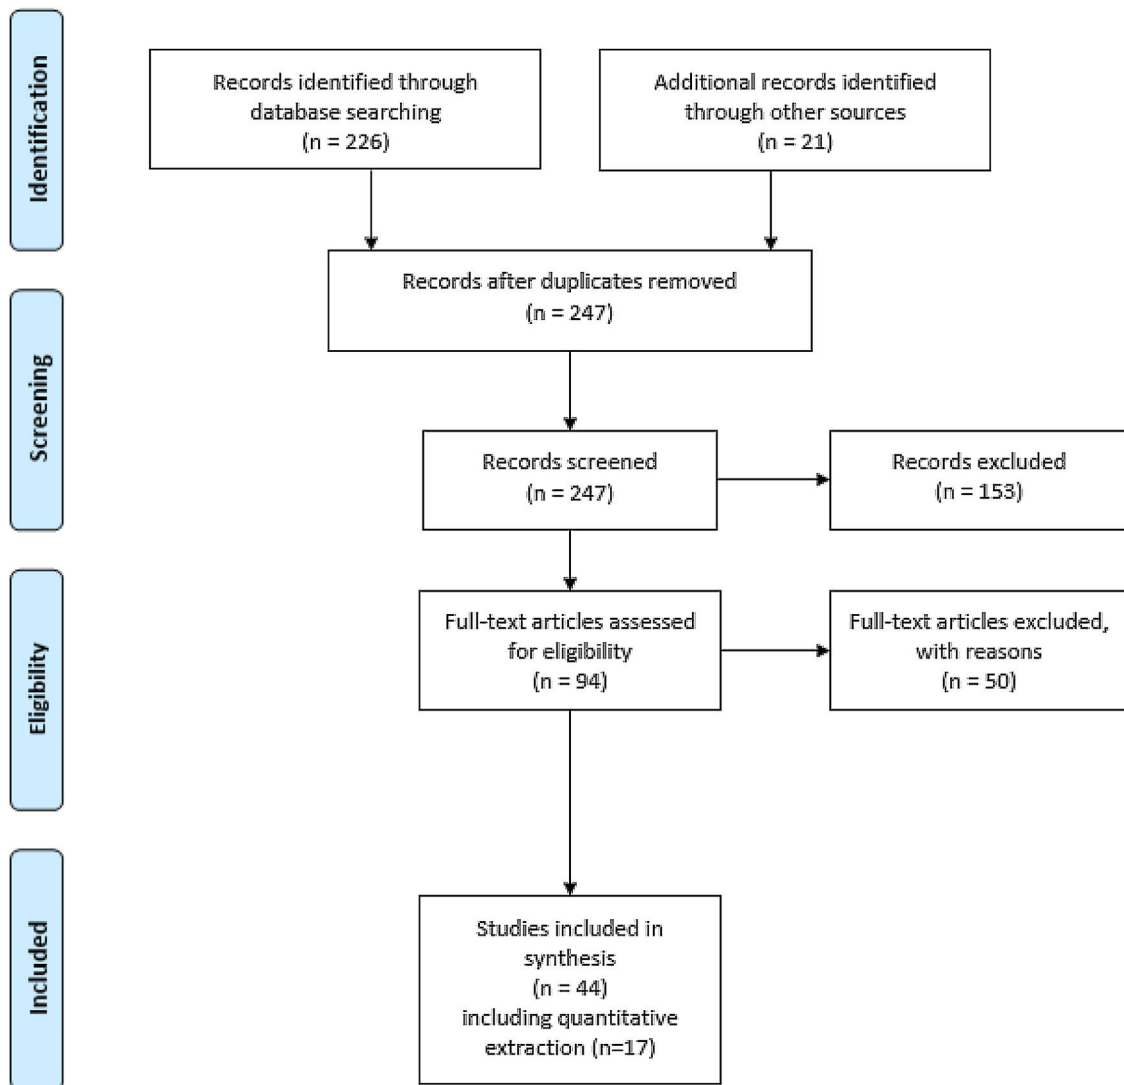 Identification
Records identified through
database searching
(n = 226)
Additional records identified
through other sources
(n = 21)
Records after duplicates removed
(n = 247)
Screening
Records screened
(n = 247)
Records excluded
(n = 153)
Eligibility
Full-text articles assessed
for eligibility
(n = 94)
Full-text articles excluded,
with reasons
(n = 50)
Included
Studies included in
synthesis
(n = 44)
including quantitative
extraction (n=17)